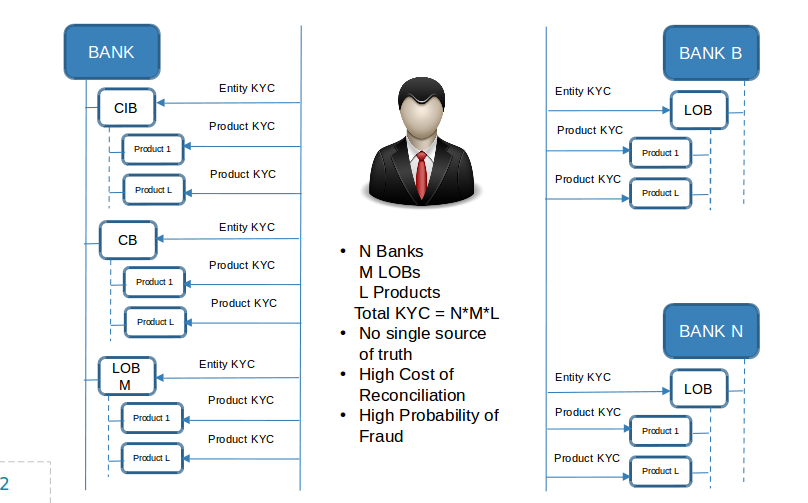 BANK
CIB
Entity KYC
Product KYC
Product 1
Product KYC
Product L
CB
Entity KYC
Product KYC
Product 1
Product KYC
Product L
LOB
M
Entity KYC
Product KYC
Product 1
Product KYC
Product L
• N Banks
M LOBs
L Products
Total KYC = N*M*L
• No single source
of truth
• High Cost of
Reconciliation
• High Probability of
Fraud
BANK B
Entity KYC
LOB
Product KYC
Product 1
Product KYC
Product L
BANK N
Entity KYC
LOB
Product KYC
Product 1
Product KYC
Product L
2